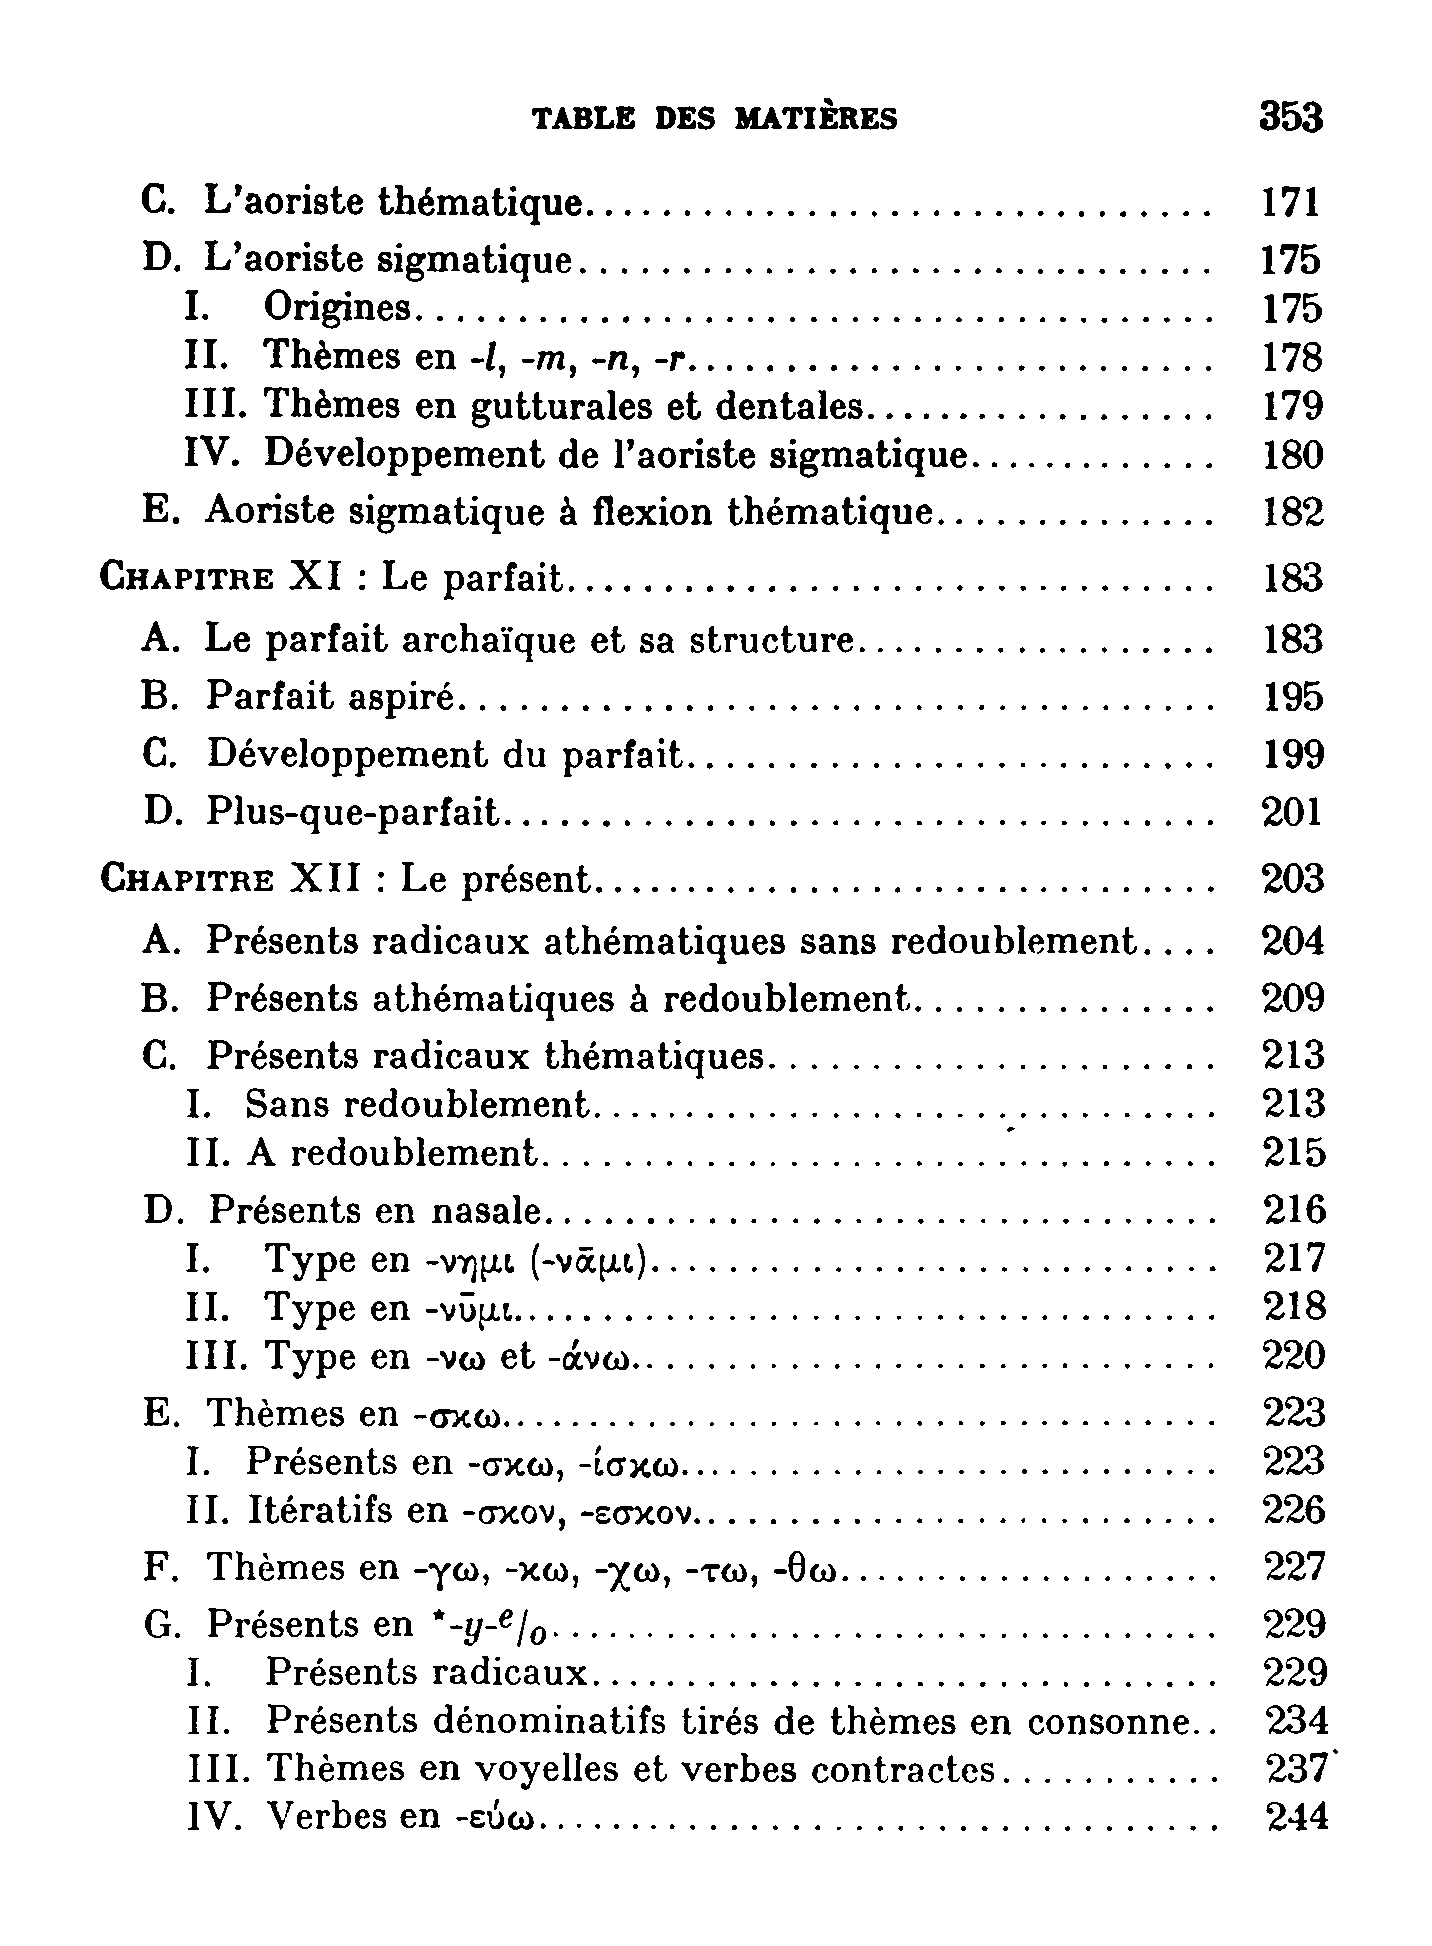 TABLE DES MATIÈRES 353
C. L'aoriste thématique.............................. 171
D. L'aoriste sigmatique.............................. 175
I. Origines....................................... 175
II. Thèmes en -l, -m, -n, -r.......................... 178
III. Thèmes en gutturales et dentales................. 179
IV. Développement de l'aoriste sigmatique............. 180
E. Aoriste sigmatique à flexion thématique.............. 182
CHAPITRE XI : Le parfait............................... 183
A. Le parfait archaïque et sa structure................. 183
B. Parfait aspiré.................................... 195
C. Développement du parfait.......................... 199
D. Plus-que-parfait.................................. 201
CHAPITRE XII : Le présent.............................. 203
A. Présents radicaux athématiques sans redoublement.... 204
B. Présents athématiques à redoublement............... 209
C. Présents radicaux thématiques...................... 213
I. Sans redoublement.............................. 213
II. A redoublement................................ 215
D. Présents en nasale................................ 216
I. Type en -νημι (-νᾱμι)............................ 217
II. Type en -νῡμι.................................. 218
III. Type en -νω et -άνω............................ 220
E. Thèmes en -σκω.................................. 223
I. Présents en -σκω, -ίσκω.......................... 223
II. Itératifs en -σκον, -εσκον......................... 226
F. Thèmes en -γω, -κω, -χω, -τω, -θω................... 227
G. Présents en *-y-ᵉ/ₒ................................ 229
I. Présents radicaux............................... 229
II. Présents dénominatifs tirés de thèmes en consonne.. 234
III. Thèmes en voyelles et verbes contractes........... 237
IV. Verbes en -εύω................................. 244